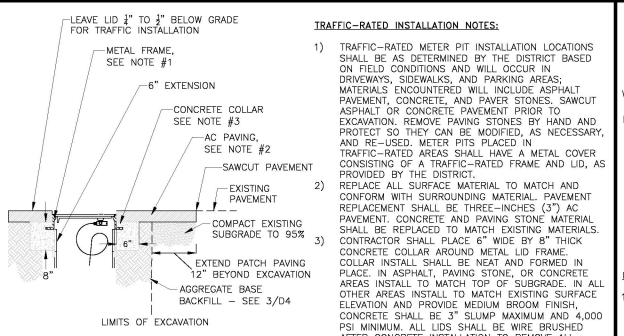 LEAVE LID 1/4" TO 1/2" BELOW GRADE
FOR TRAFFIC INSTALLATION
METAL FRAME,
SEE NOTE #1
6" EXTENSION
CONCRETE COLLAR
SEE NOTE #3
AC PAVING,
SEE NOTE #2
SAWCUT PAVEMENT
EXISTING
PAVEMENT
COMPACT EXISTING
SUBGRADE TO 95%
6"
8"
EXTEND PATCH PAVING
12" BEYOND EXCAVATION
AGGREGATE BASE
BACKFILL – SEE 3/D4
LIMITS OF EXCAVATION
TRAFFIC–RATED INSTALLATION NOTES:
1) TRAFFIC–RATED METER PIT INSTALLATION LOCATIONS
SHALL BE AS DETERMINED BY THE DISTRICT BASED
ON FIELD CONDITIONS AND WILL OCCUR IN
DRIVEWAYS, SIDEWALKS, AND PARKING AREAS;
MATERIALS ENCOUNTERED WILL INCLUDE ASPHALT
PAVEMENT, CONCRETE, AND PAVER STONES. SAWCUT
ASPHALT OR CONCRETE PAVEMENT PRIOR TO
EXCAVATION. REMOVE PAVING STONES BY HAND AND
PROTECT SO THEY CAN BE MODIFIED, AS NECESSARY,
AND RE–USED. METER PITS PLACED IN
TRAFFIC–RATED AREAS SHALL HAVE A METAL COVER
CONSISTING OF A TRAFFIC–RATED FRAME AND LID, AS
PROVIDED BY THE DISTRICT.
2) REPLACE ALL SURFACE MATERIAL TO MATCH AND
CONFORM WITH SURROUNDING MATERIAL. PAVEMENT
REPLACEMENT SHALL BE THREE–INCHES (3") AC
PAVEMENT. CONCRETE AND PAVING STONE MATERIAL
SHALL BE REPLACED TO MATCH EXISTING MATERIALS.
3) CONTRACTOR SHALL PLACE 6" WIDE BY 8" THICK
CONCRETE COLLAR AROUND METAL LID FRAME.
COLLAR INSTALL SHALL BE NEAT AND FORMED IN
PLACE. IN ASPHALT, PAVING STONE, OR CONCRETE
AREAS INSTALL TO MATCH TOP OF SUBGRADE. IN ALL
OTHER AREAS INSTALL TO MATCH EXISTING SURFACE
ELEVATION AND PROVIDE MEDIUM BROOM FINISH,
CONCRETE SHALL BE 3" SLUMP MAXIMUM AND 4,000
PSI MINIMUM. ALL LIDS SHALL BE WIRE BRUSHED
AFTER CONCRETE INSTALLATION TO REMOVE ALL